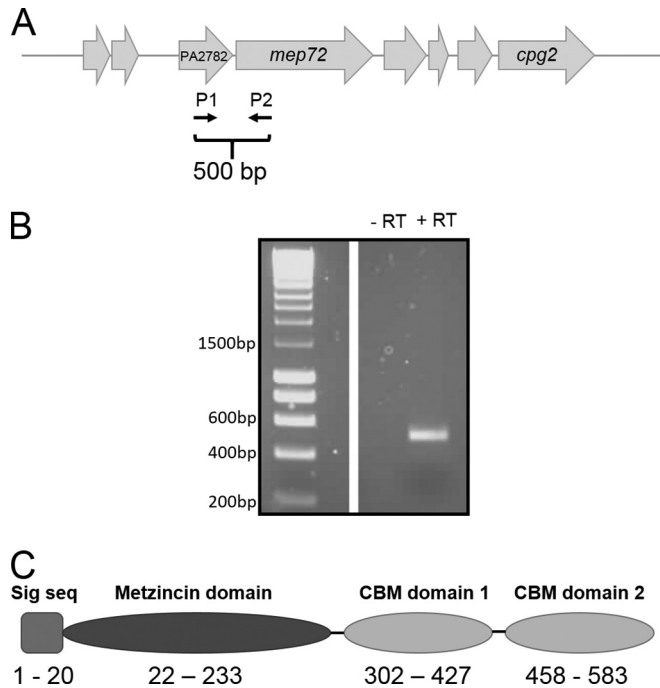 A
PA2782
mep72
cpg2
P1
P2
500 bp
B
- RT + RT
1500bp
600bp
400bp
200bp
C
Sig seq Metzincin domain CBM domain 1 CBM domain 2
1 - 20 22 – 233 302 – 427 458 - 583